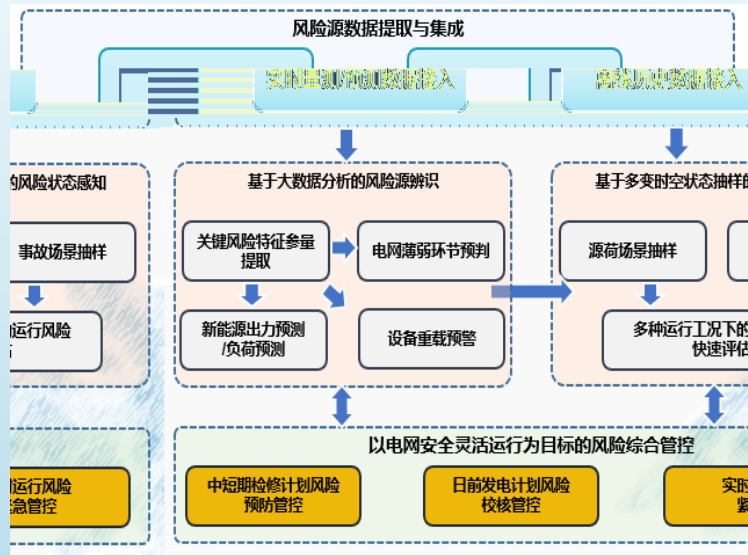 风险源数据提取与集成
实时量测/预测数据接入
离线历史数据接入
的风险状态感知
基于大数据分析的风险源辨识
基于多变时空状态抽样的
事故场景抽样
关键风险特征参量
提取
电网薄弱环节预判
源荷场景抽样
运行风险
新能源出力预测
/负荷预测
设备重载预警
多种运行工况下的
快速评估
以电网安全灵活运行为目标的风险综合管控
运行风险
急管控
中短期检修计划风险
预防管控
日前发电计划风险
校核管控
实时
紧